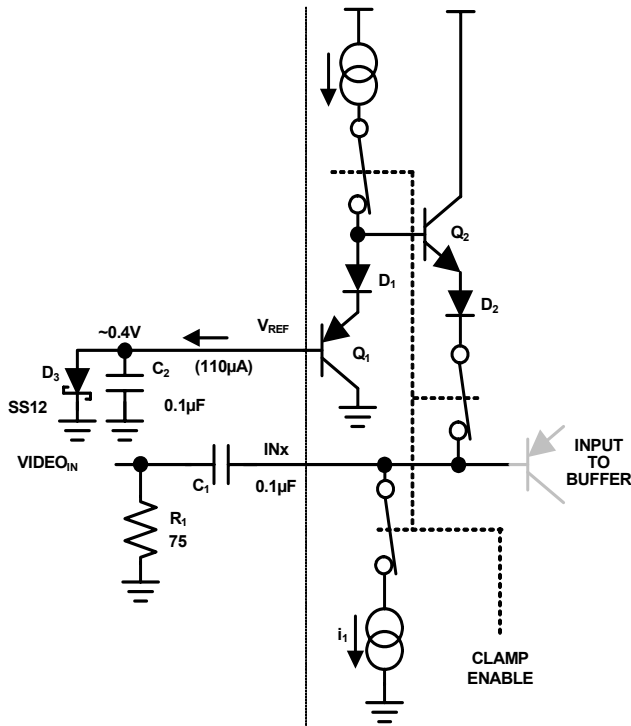 Q2
D1
D2
~0.4V
VREF
(110µA)
Q1
D3
C2
SS12
0.1µF
VIDEOIN
INx
C1
0.1µF
INPUT
TO
BUFFER
R1
75
i1
CLAMP
ENABLE